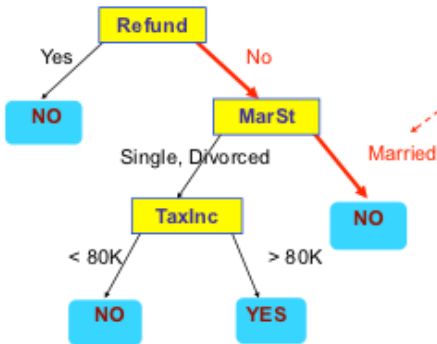 Refund
Yes
No
NO
MarSt
Single, Divorced
Married
TaxInc
NO
< 80K
> 80K
NO
YES